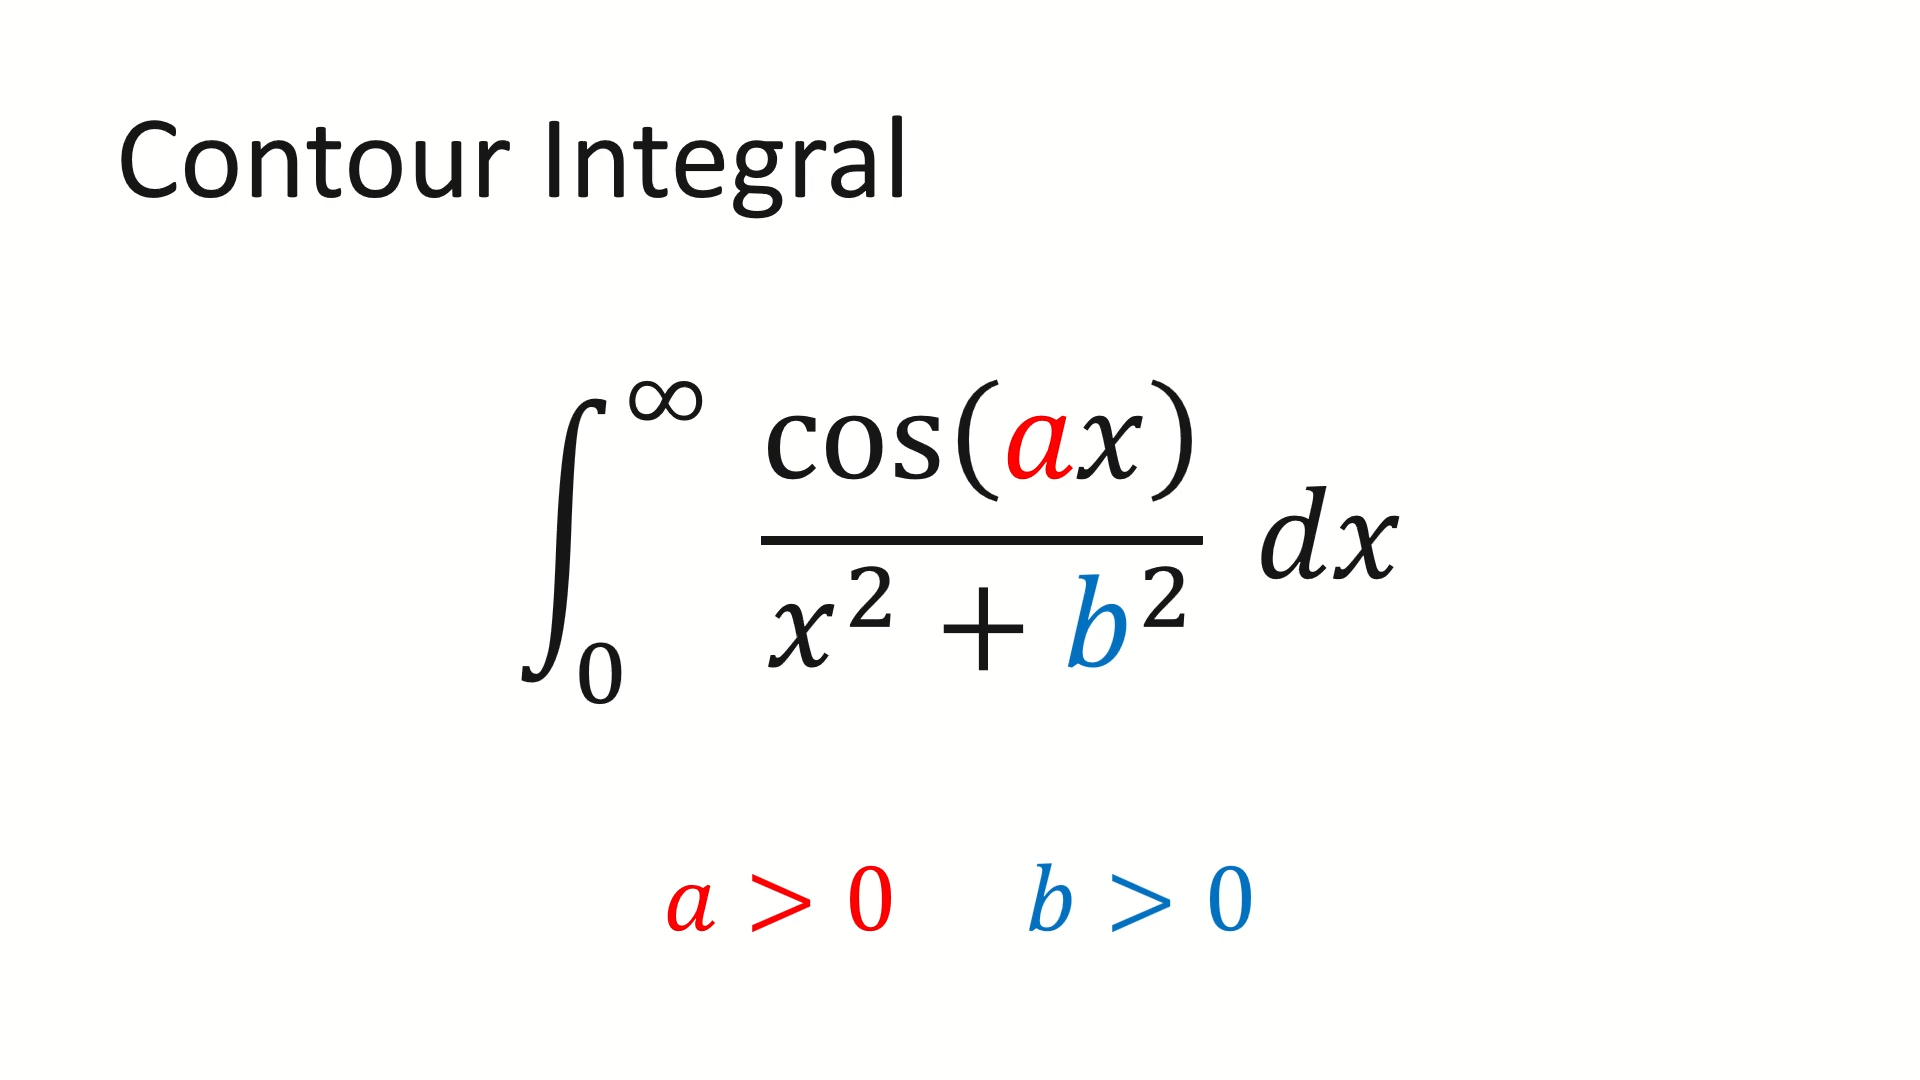 Contour Integral
∫₀^∞ cos(ax) / (x² + b²) dx
a > 0 b > 0